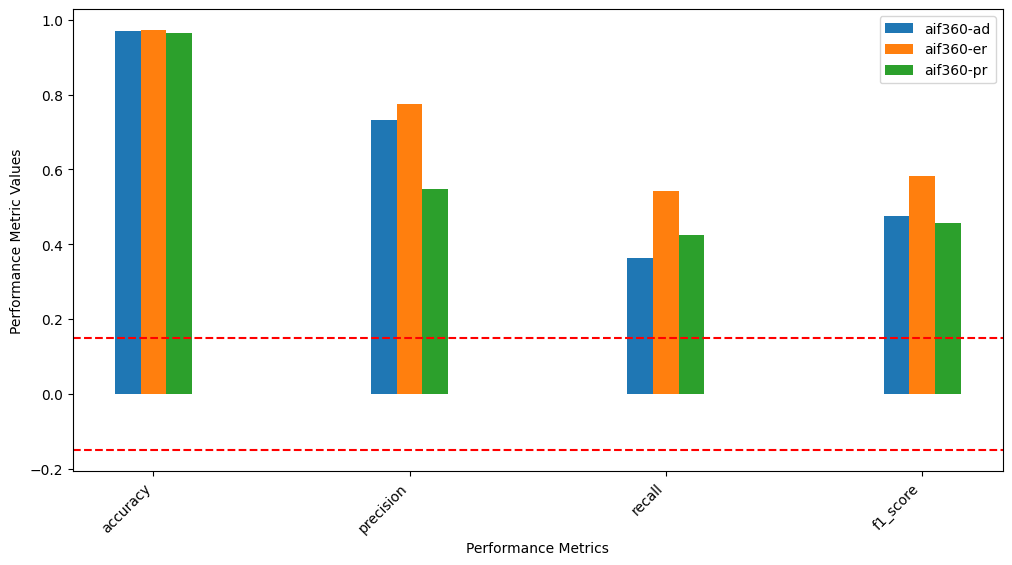 1.0
0.8
0.6
0.4
0.2
0.0
−0.2
Performance Metric Values
aif360-ad
aif360-er
aif360-pr
accuracy
precision
recall
f1_score
Performance Metrics